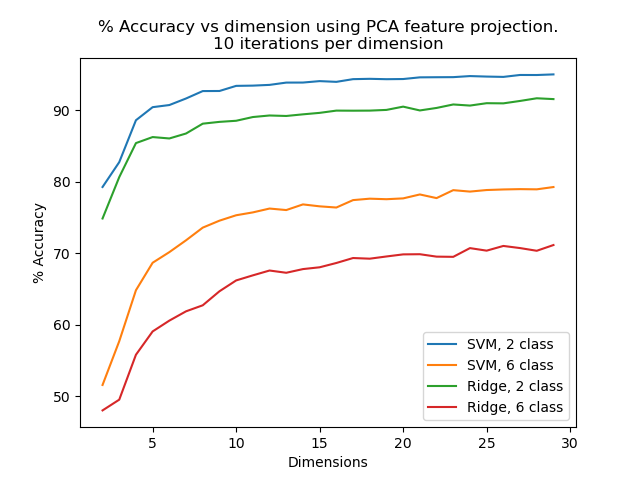 % Accuracy vs dimension using PCA feature projection.
10 iterations per dimension
% Accuracy
90
80
70
60
50
SVM, 2 class
SVM, 6 class
Ridge, 2 class
Ridge, 6 class
5 10 15 20 25 30
Dimensions